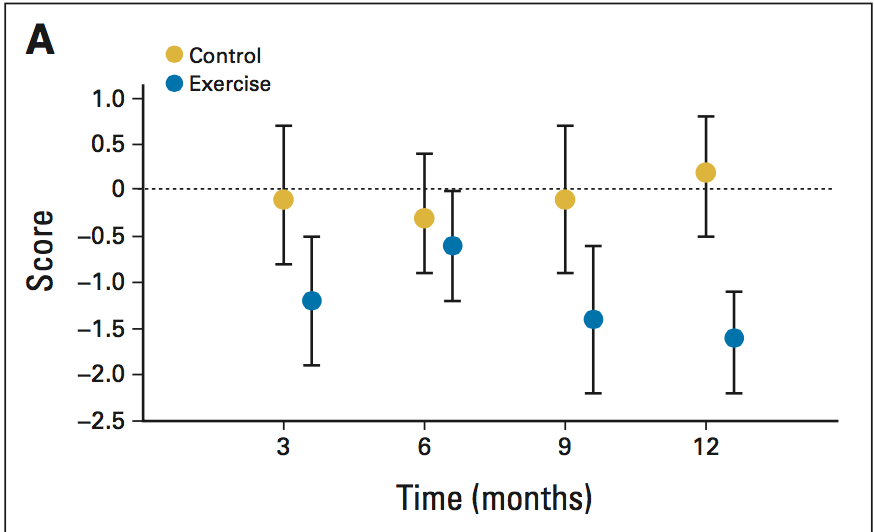 A
Control
Exercise
1.0
0.5
0
–0.5
–1.0
–1.5
–2.0
–2.5
Score
3 6 9 12
Time (months)